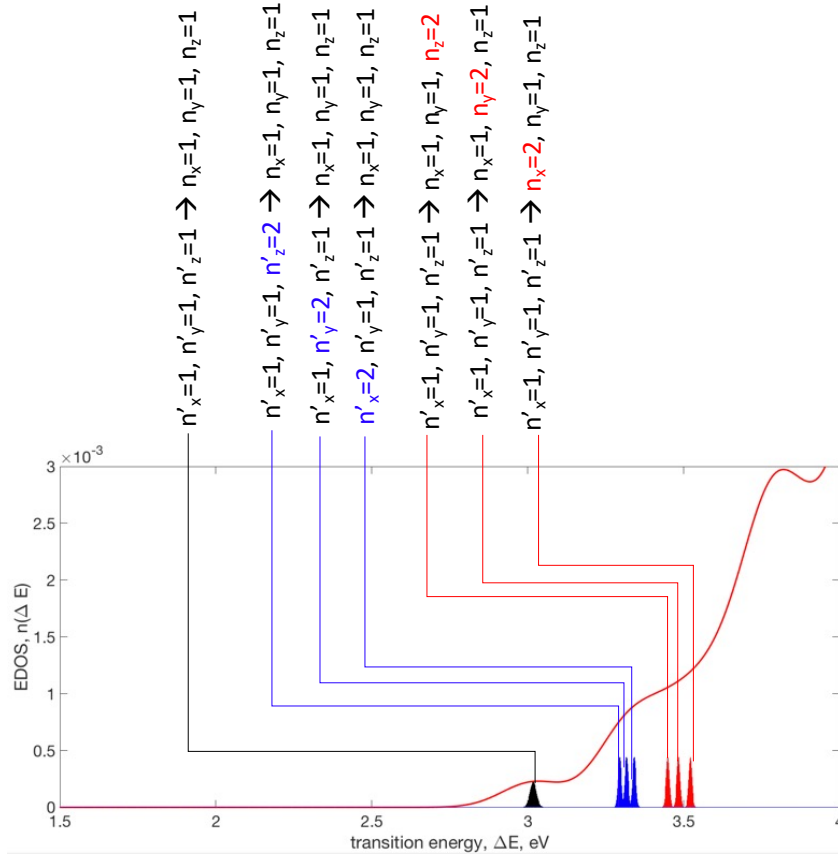 n'x=1, n'y=1, n'z=1 → nx=1, ny=1, nz=1
n'x=1, n'y=1, n'z=2 → nx=1, ny=1, nz=1
n'x=1, n'y=2, n'z=1 → nx=1, ny=1, nz=1
n'x=2, n'y=1, n'z=1 → nx=1, ny=1, nz=1
n'x=1, n'y=1, n'z=1 → nx=1, ny=1, nz=2
n'x=1, n'y=1, n'z=1 → nx=1, ny=2, nz=1
n'x=1, n'y=1, n'z=1 → nx=2, ny=1, nz=1
×10⁻³
3
2.5
2
1.5
1
0.5
0
EDOS, n(Δ E)
1.5 2 2.5 3 3.5 4
transition energy, ΔE, eV